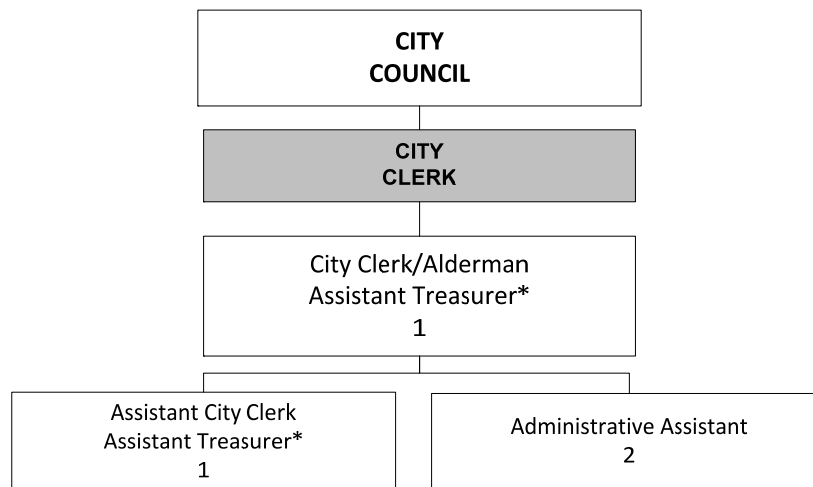 CITY
COUNCIL
CITY
CLERK
City Clerk/Alderman
Assistant Treasurer*
1
Assistant City Clerk
Assistant Treasurer*
1
Administrative Assistant
2